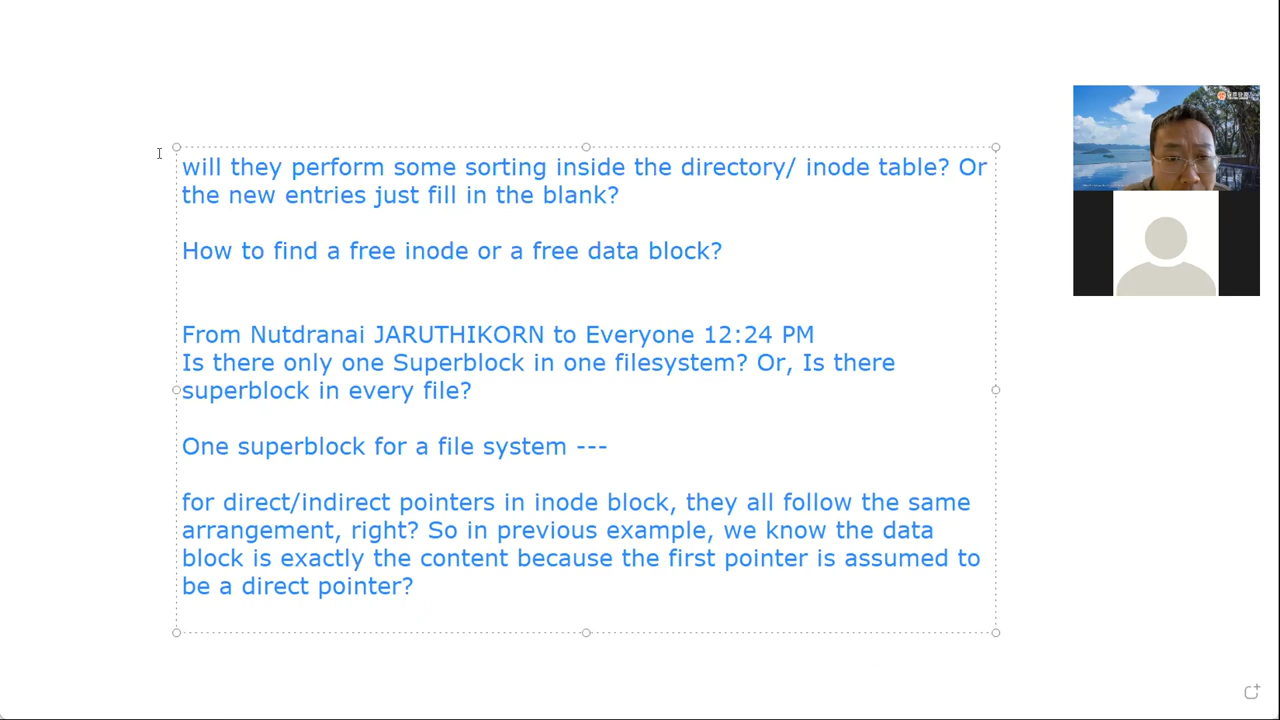 will they perform some sorting inside the directory/ inode table? Or
the new entries just fill in the blank?
How to find a free inode or a free data block?
From Nutdranai JARUTHIKORN to Everyone 12:24 PM
Is there only one Superblock in one filesystem? Or, Is there
superblock in every file?
One superblock for a file system ---
for direct/indirect pointers in inode block, they all follow the same
arrangement, right? So in previous example, we know the data
block is exactly the content because the first pointer is assumed to
be a direct pointer?